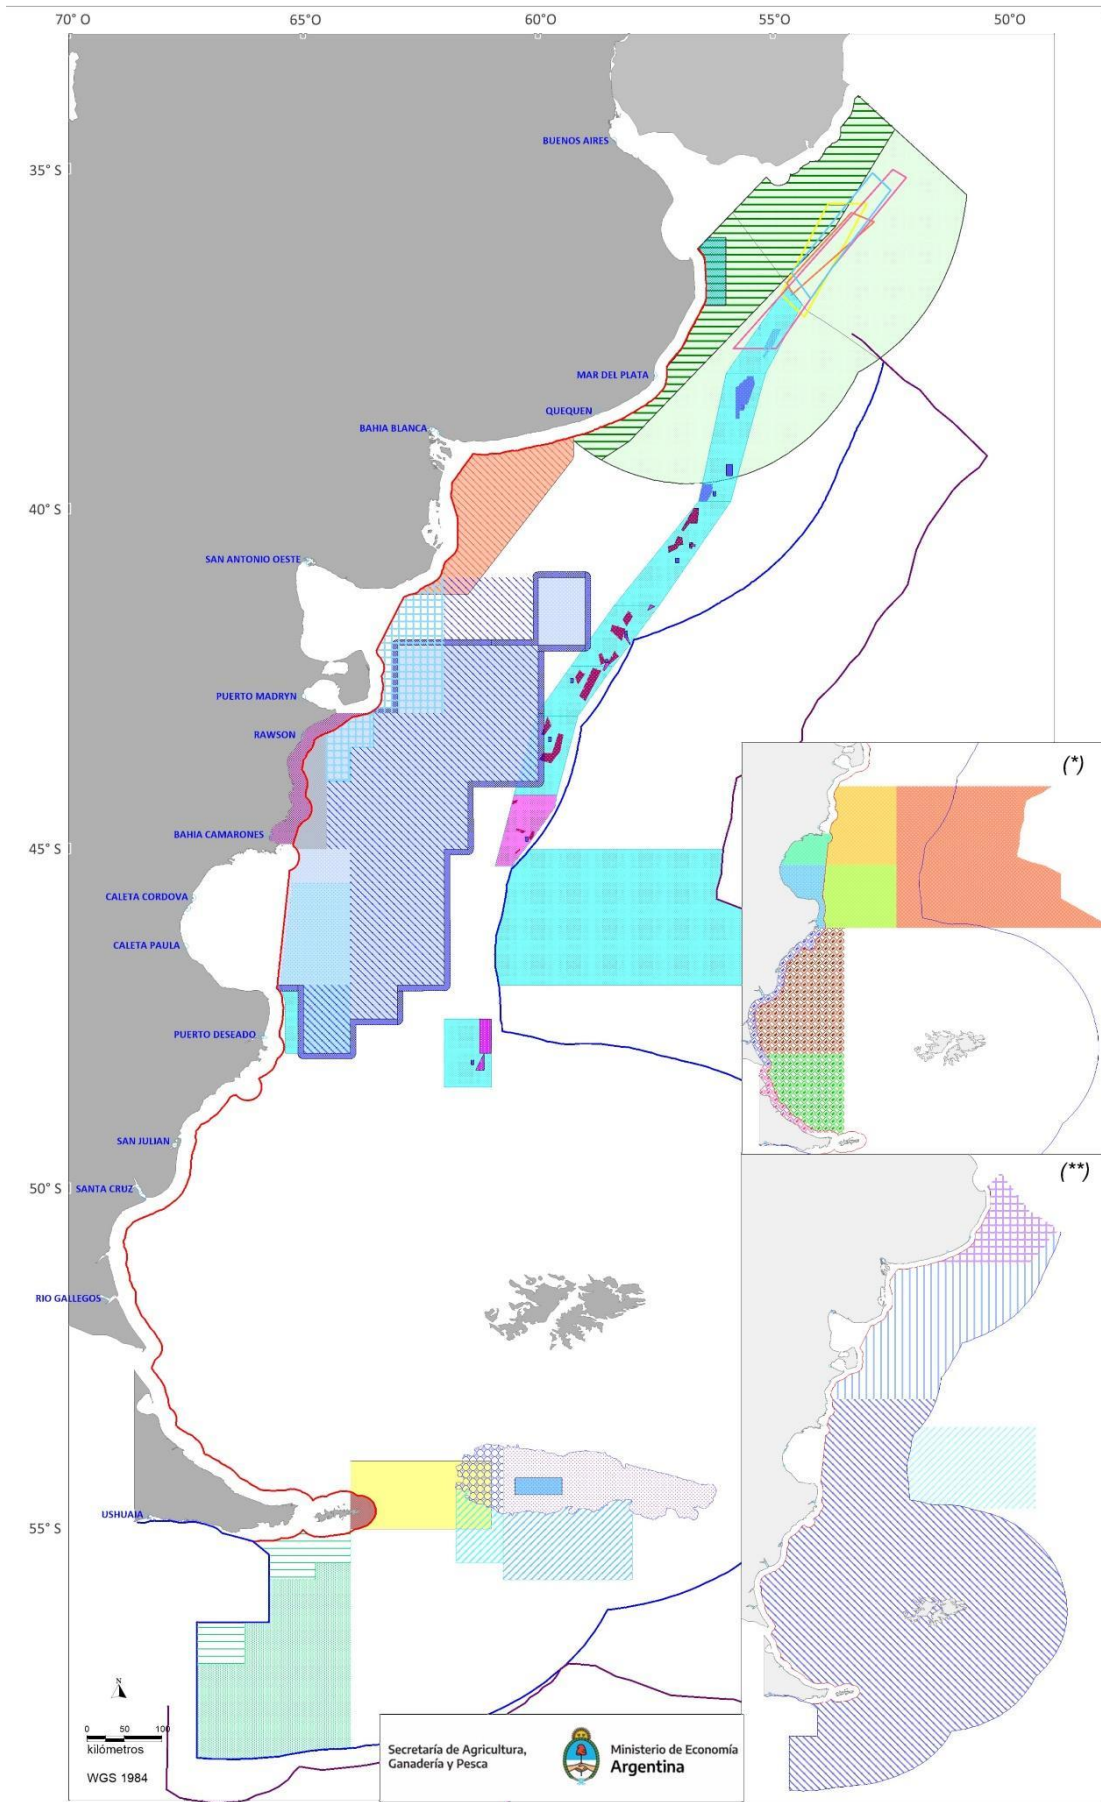 70° O 65°O 60°O 55°O 50°O
BUENOS AIRES
35° S
MAR DEL PLATA
QUEQUEN
BAHIA BLANCA
40° S
SAN ANTONIO OESTE
PUERTO MADRYN
RAWSON
(*)
BAHIA CAMARONES
45° S
CALETA CORDOVA
CALETA PAULA
PUERTO DESEADO
SAN JULIAN
(**)
SANTA CRUZ
50° S
RIO GALLEGOS
USHUAIA
55° S
N
0 50 100
kilómetros
WGS 1984
Secretaría de Agricultura,
Ganadería y Pesca
Ministerio de Economía
Argentina